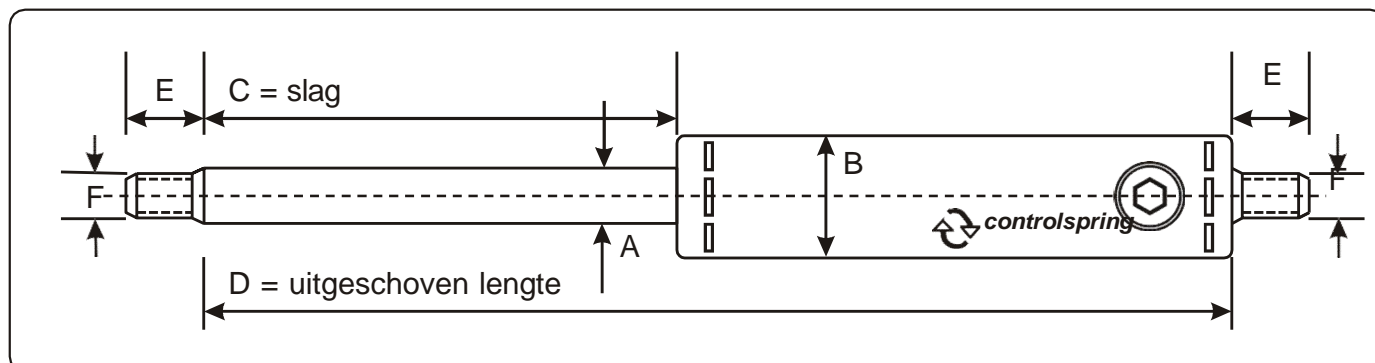 E
C = slag
E
B
F
F
controlspring
A
D = uitgeschoven lengte